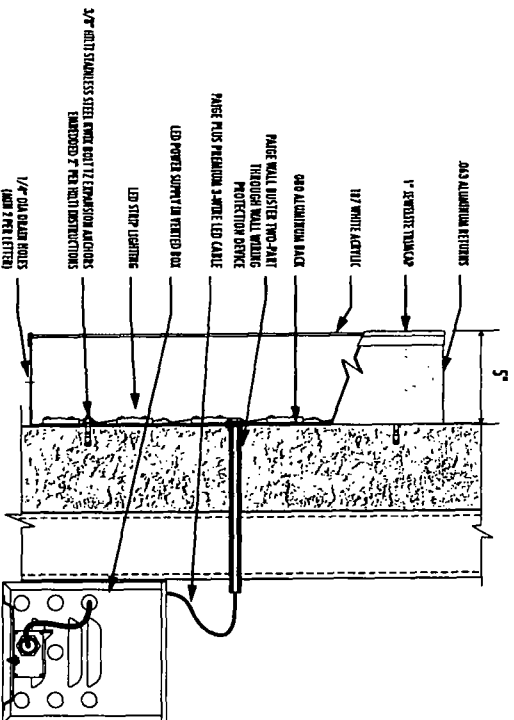 5"
.063 ALUMINUM RETURNS
1" JEWELITE TRIMCAP
187 WHITE ACRYLIC
080 ALUMINUM BACK
PAIGE WALL BUSTER TWO-PART
THROUGH WALL WIRING
PROTECTION DEVICE
PAIGE PLUS PREMIUM 3-WIRE LED CABLE
LED POWER SUPPLY IN VENTED BOX
LED STRIP LIGHTING
3/8" HILTI STAINLESS STEEL KWIK BOLT TZ EXPANSION ANCHORS
EMBEDDED 2" PER HILTI INSTRUCTIONS
1/4" DIA DRAIN HOLES
(MIN 2 PER LETTER)